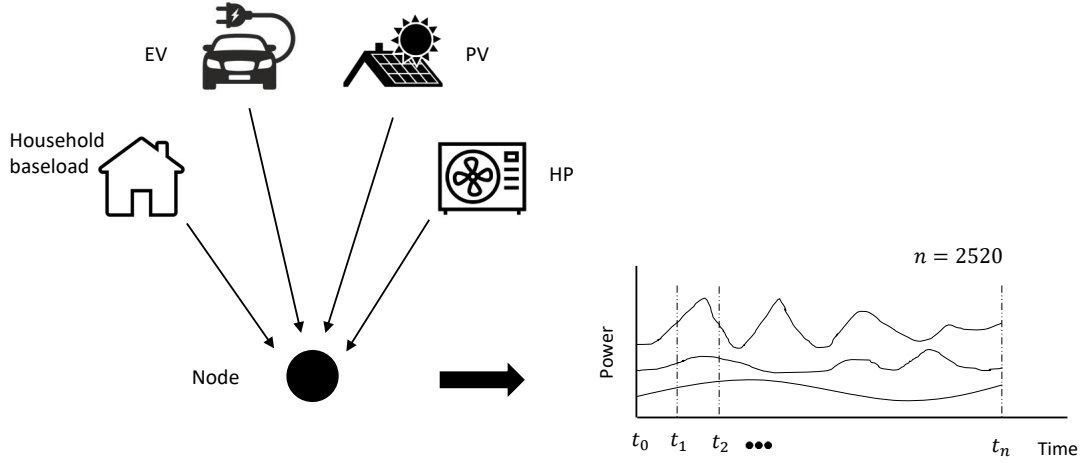 EV
PV
Household
baseload
HP
Node
n = 2520
Power
t₀
t₁
t₂
•••
tₙ
Time